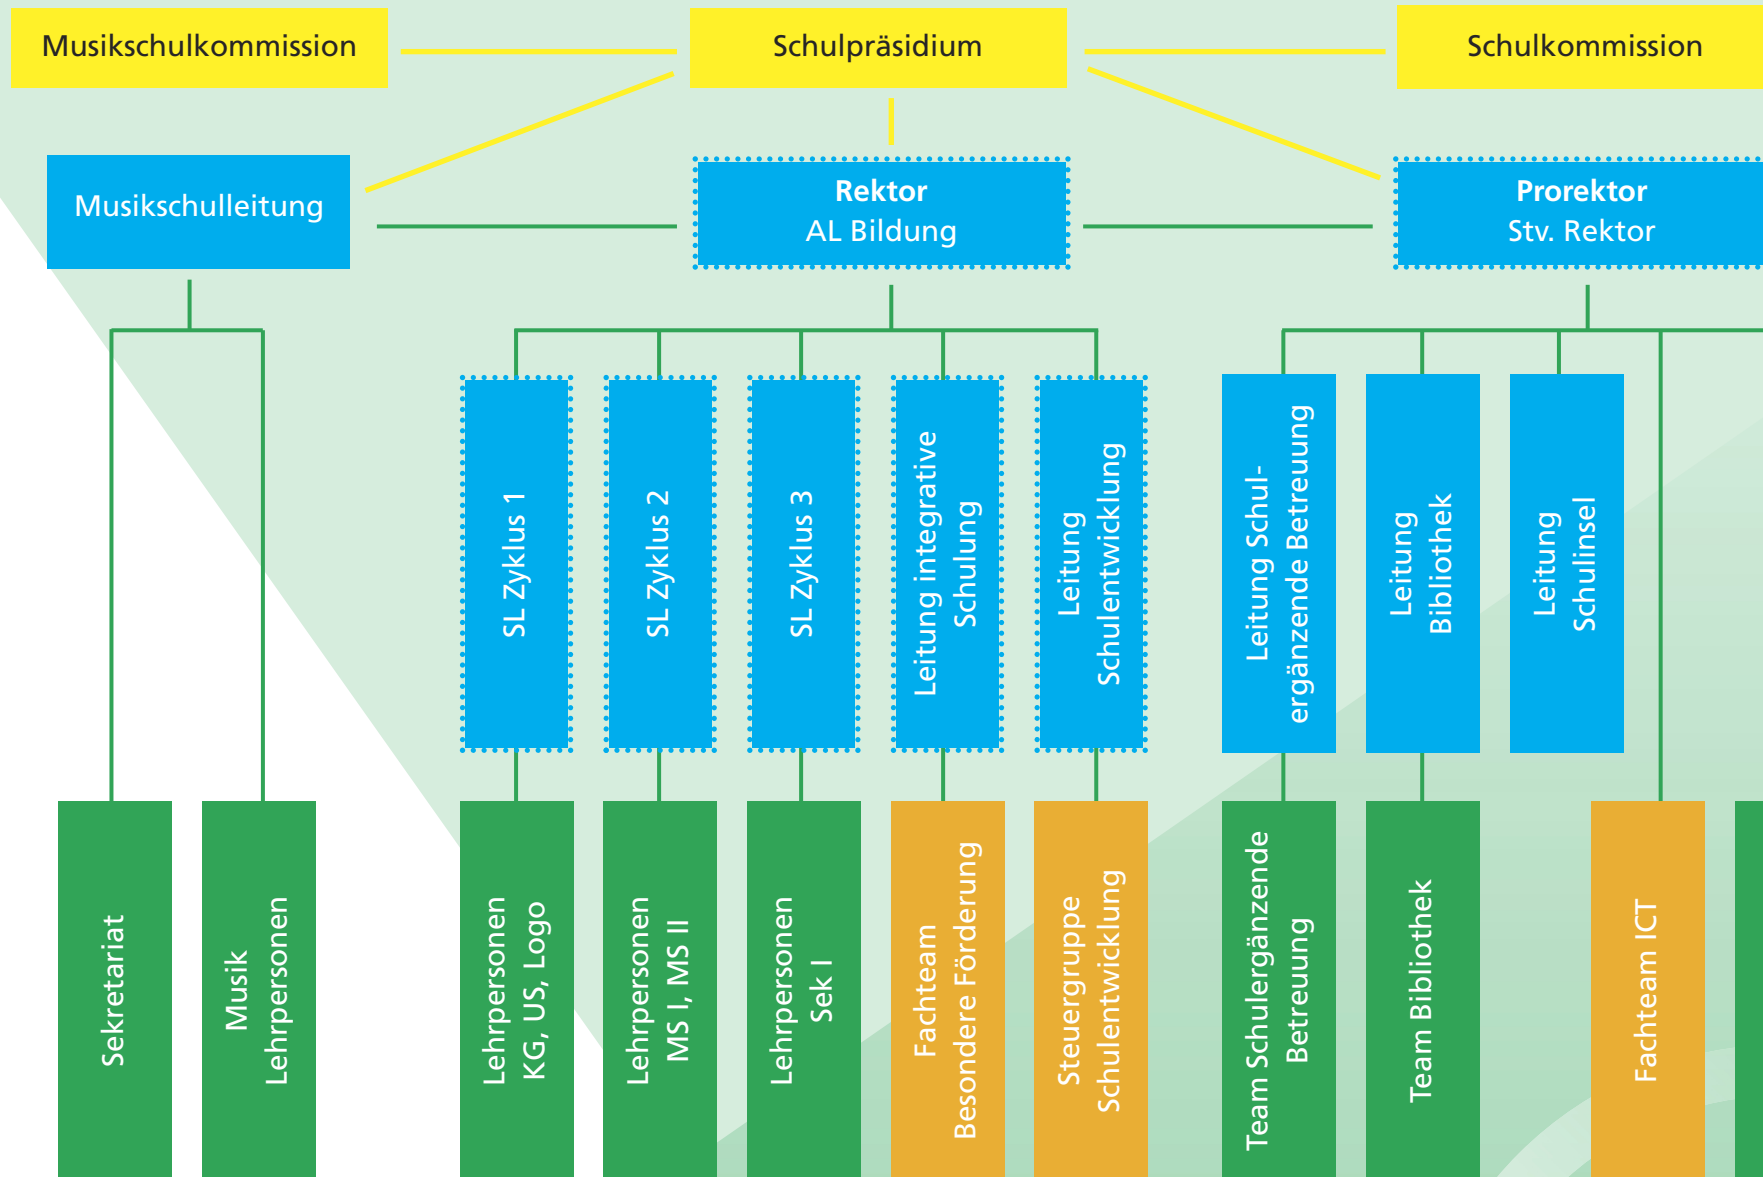 Musikschulkommission
Schulpräsidium
Schulkommission
Musikschulleitung
Rektor
AL Bildung
Prorektor
Stv. Rektor
SL Zyklus 1
SL Zyklus 2
SL Zyklus 3
Leitung integrative
Schulung
Leitung
Schulentwicklung
Leitung Schul-
ergänzende Betreuung
Leitung
Bibliothek
Leitung
Schulinsel
Sekretariat
Musik
Lehrpersonen
Lehrpersonen
KG, US, Logo
Lehrpersonen
MS I, MS II
Lehrpersonen
Sek I
Fachteam
Besondere Förderung
Steuergruppe
Schulentwicklung
Team Schulergänzende
Betreuung
Team Bibliothek
Fachteam ICT